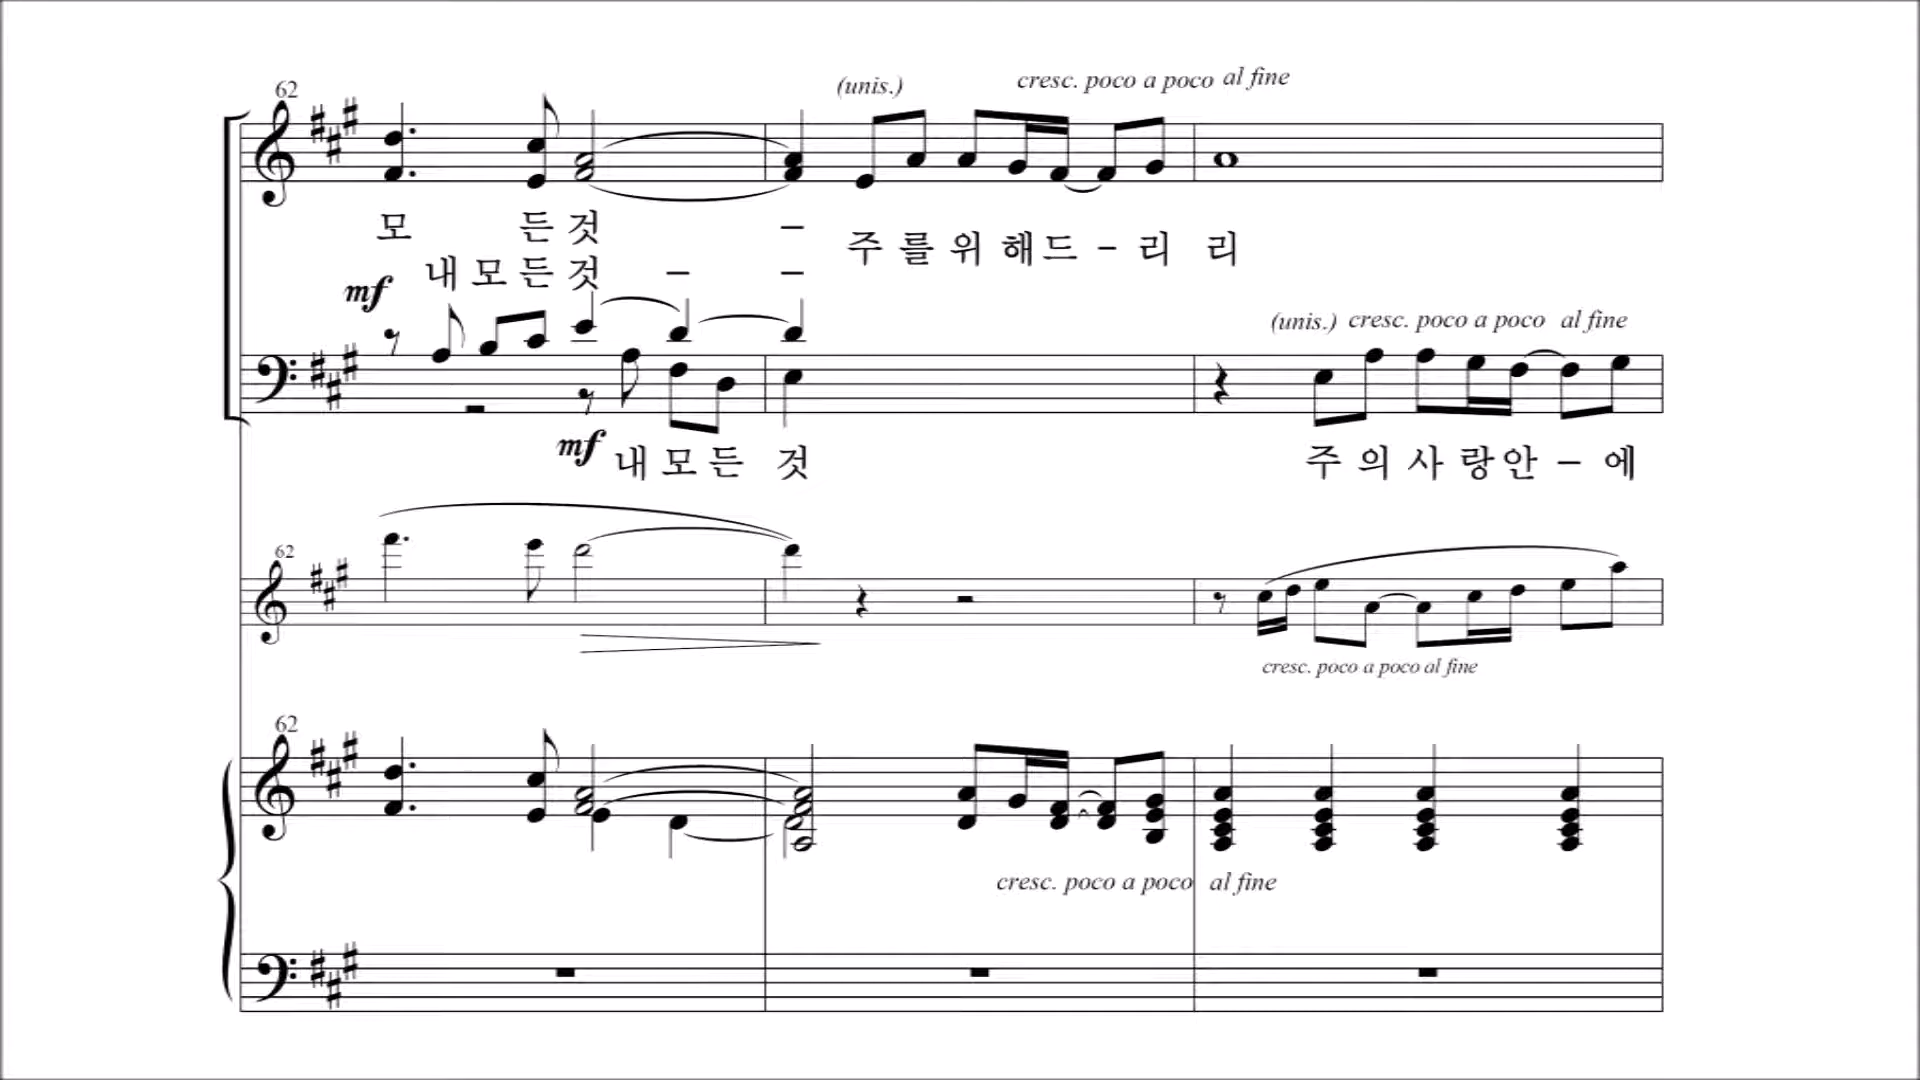 62
(unis.) cresc. poco a poco al fine
모 든 것 - 주 를 위 해 드 - 리 리
mf 내 모 든 것 - -
(unis.) cresc. poco a poco al fine
mf 내 모 든 것 주 의 사 랑 안 - 에
62
cresc. poco a poco al fine
62
cresc. poco a poco al fine